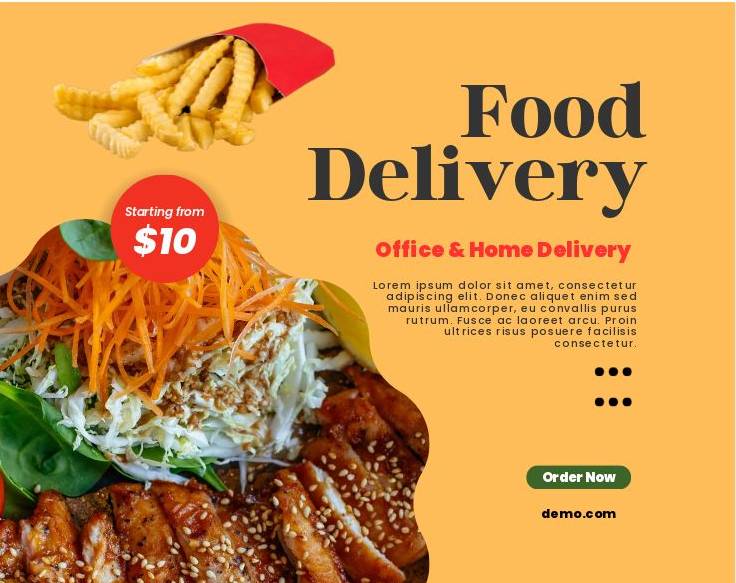 Food
Delivery
Starting from
$10
Office & Home Delivery
Lorem ipsum dolor sit amet, consectetur
adipiscing elit. Donec aliquet enim sed
mauris ullamcorper, eu convallis purus
rutrum. Fusce ac laoreet arcu. Proin
ultrices risus posuere facilisis
consectetur.
Order Now
demo.com